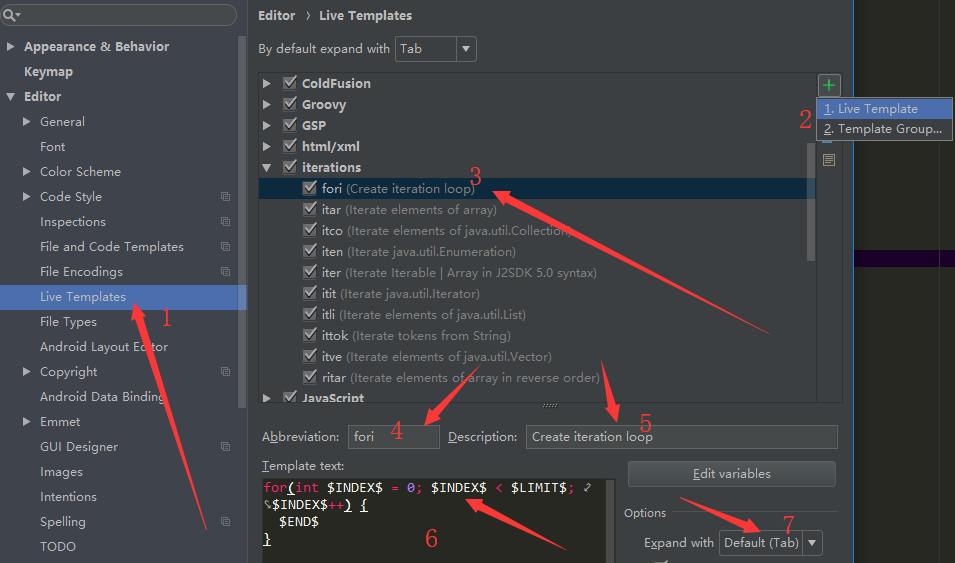 Appearance & Behavior
Keymap
Editor
General
Font
Color Scheme
Code Style
Inspections
File and Code Templates
File Encodings
Live Templates
File Types
Android Layout Editor
Copyright
Android Data Binding
Emmet
GUI Designer
Images
Intentions
Spelling
TODO
1
Editor › Live Templates
By default expand with Tab
ColdFusion
Groovy
GSP
html/xml
iterations
fori (Create iteration loop)
itar (Iterate elements of array)
itco (Iterate elements of java.util.Collection)
iten (Iterate java.util.Enumeration)
iter (Iterate Iterable | Array in J2SDK 5.0 syntax)
itit (Iterate java.util.Iterator)
itli (Iterate elements of java.util.List)
ittok (Iterate tokens from String)
itve (Iterate elements of java.util.Vector)
ritar (Iterate elements of array in reverse order)
JavaScript
3
2
1. Live Template
2. Template Group...
Abbreviation: fori 4 Description: Create iteration loop 5
Template text:
for(int $INDEX$ = 0; $INDEX$ < $LIMIT$;
$INDEX$++) {
$END$
}
6
Edit variables
Options
7
Expand with Default (Tab)